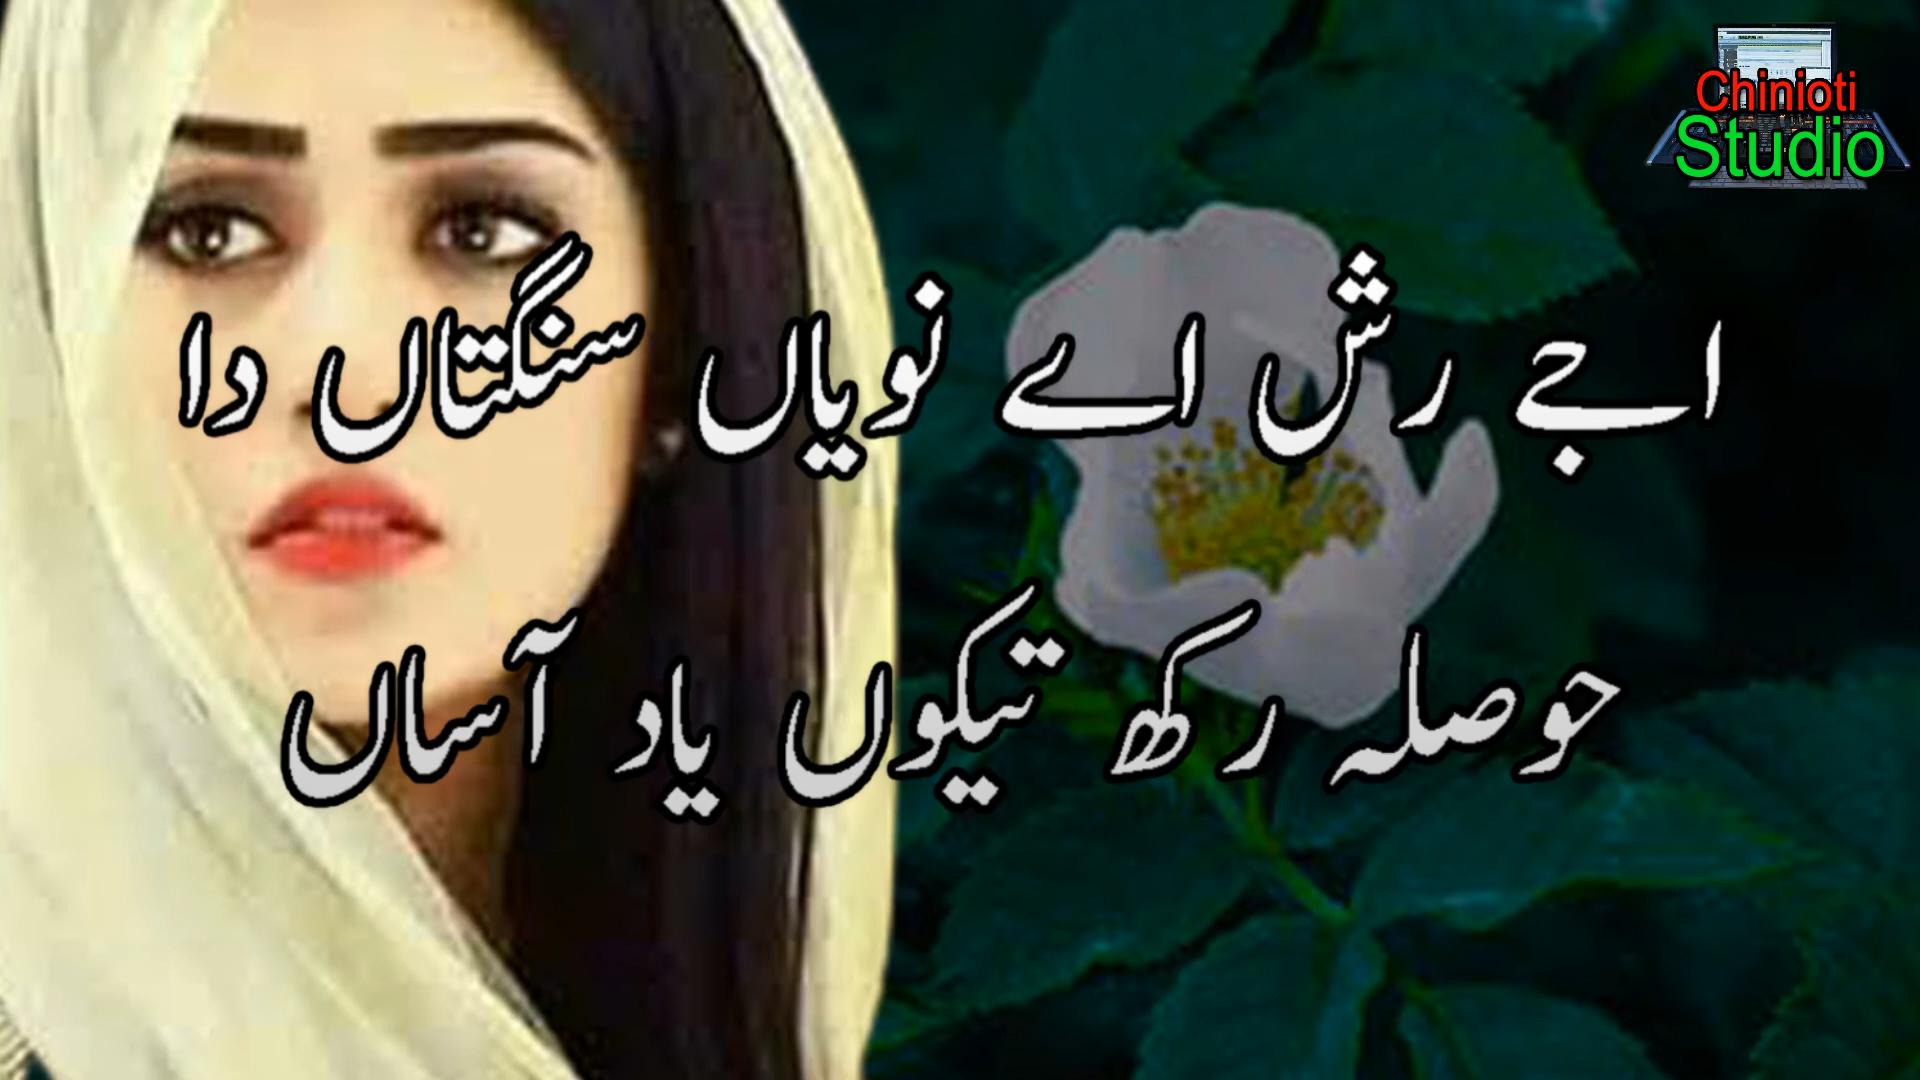 Chinioti
Studio
اجے رش اے نویاں سنگتاں دا
حوصلہ رکھ تیکوں یاد آساں